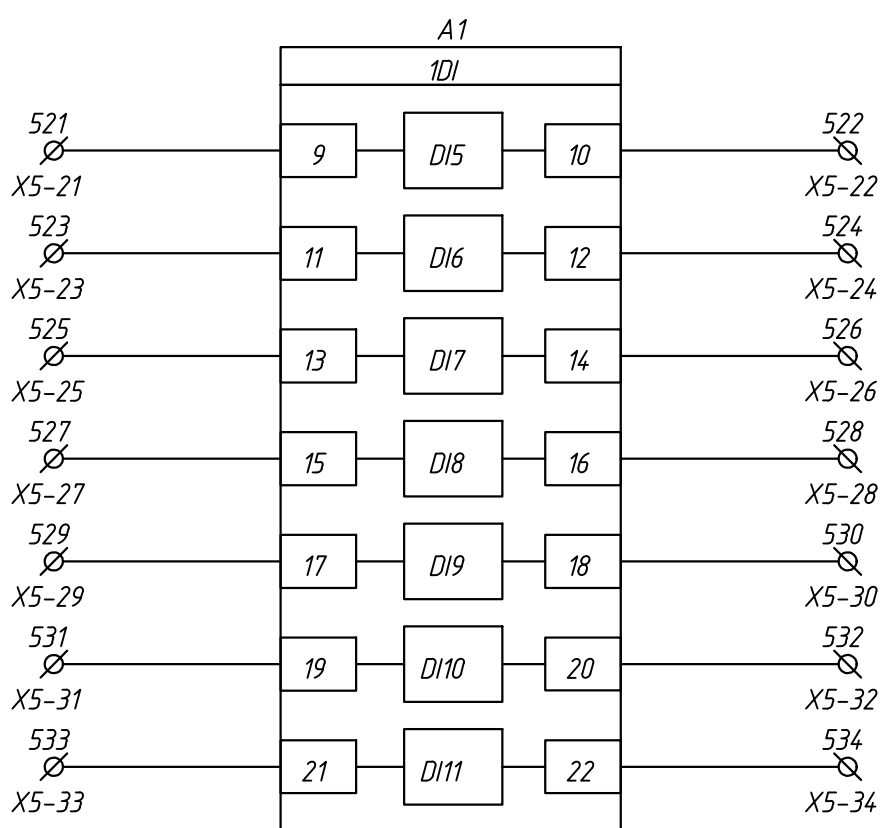 A1
1DI
521 522
9 DI5 10
X5-21 X5-22
523 524
11 DI6 12
X5-23 X5-24
525 526
13 DI7 14
X5-25 X5-26
527 528
15 DI8 16
X5-27 X5-28
529 530
17 DI9 18
X5-29 X5-30
531 532
19 DI10 20
X5-31 X5-32
533 534
21 DI11 22
X5-33 X5-34